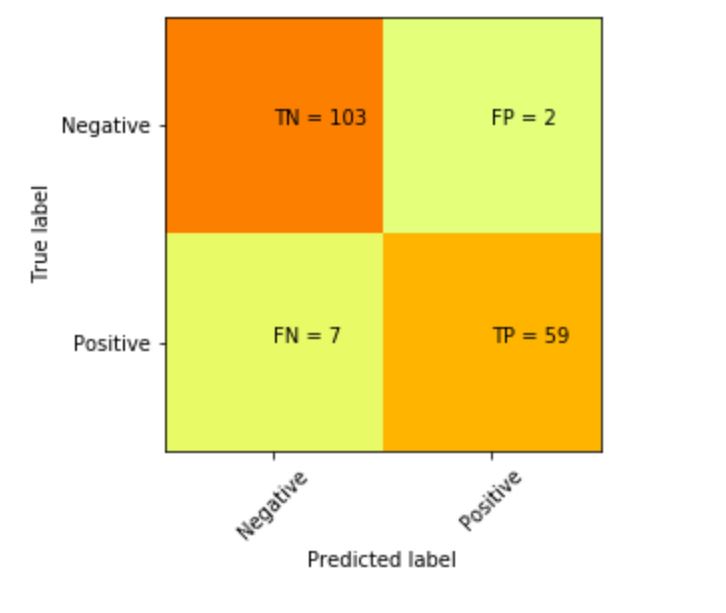 TN = 103
FP = 2
Negative
True label
FN = 7
TP = 59
Positive
Negative
Positive
Predicted label